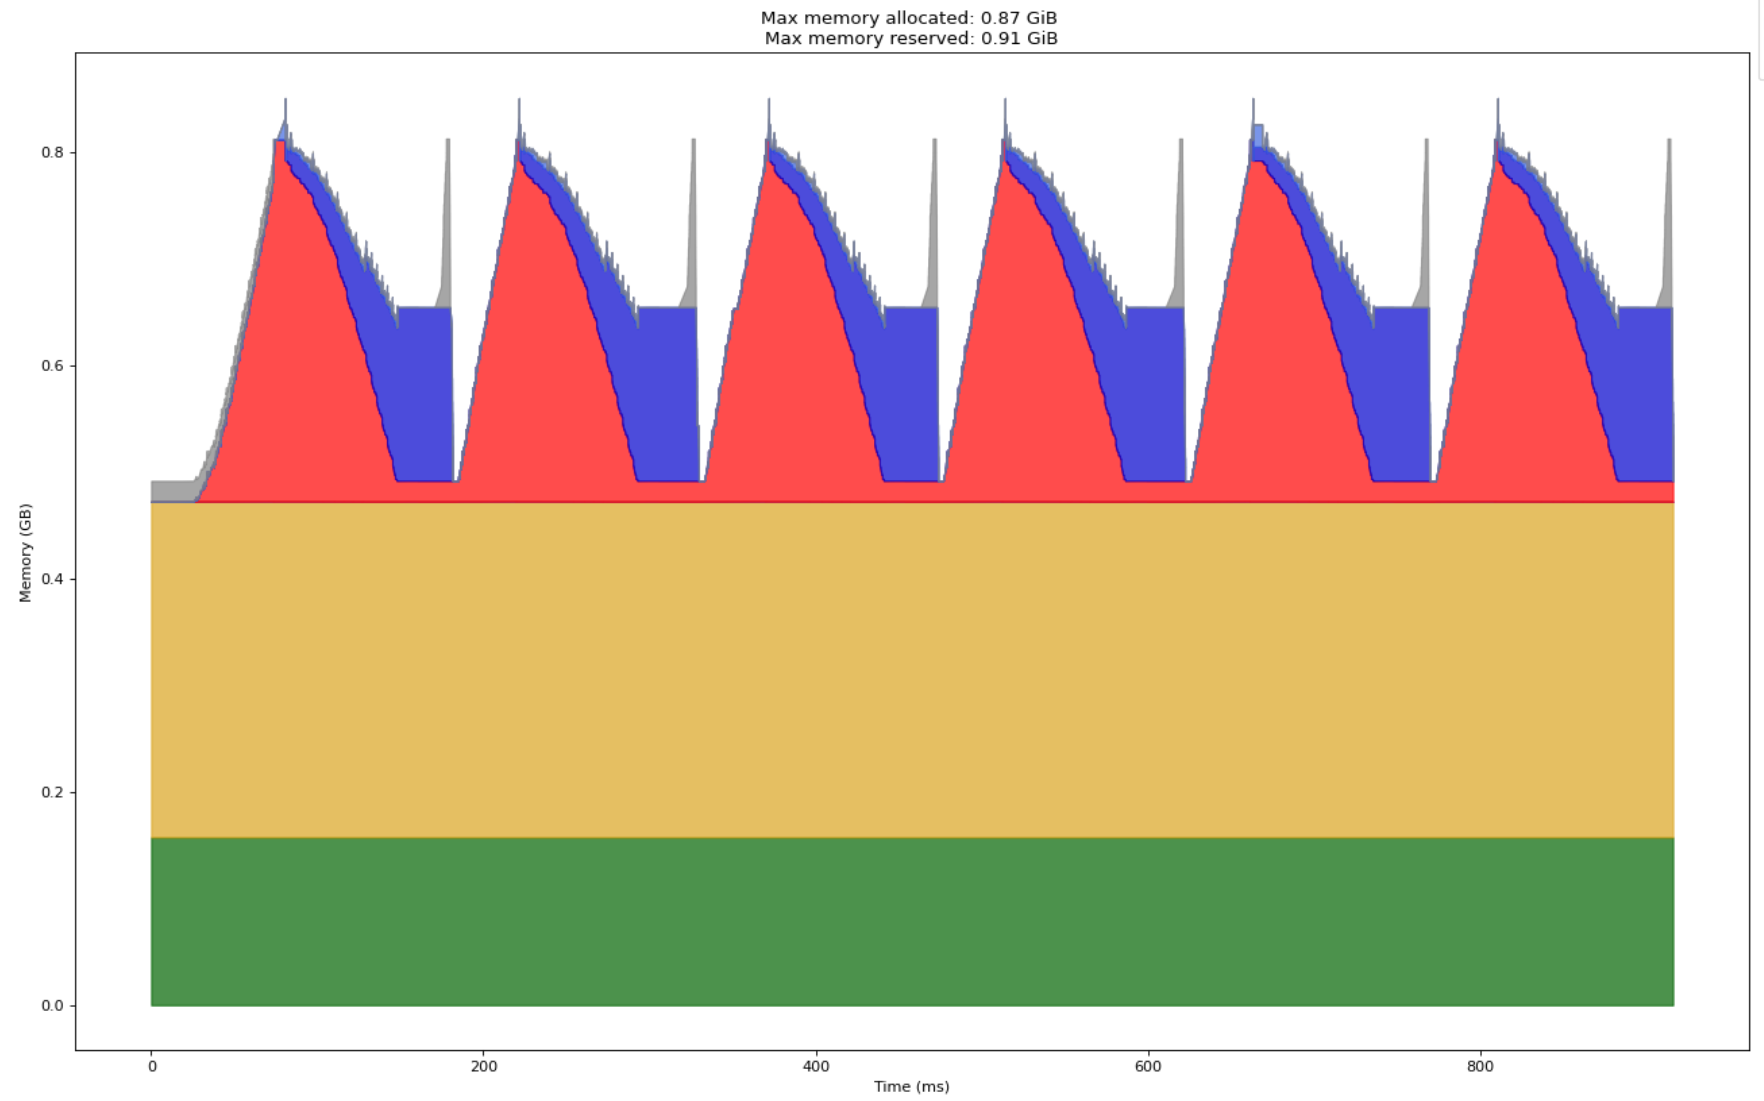 Max memory allocated: 0.87 GiB
Max memory reserved: 0.91 GiB
Memory (GB)
0.8
0.6
0.4
0.2
0.0
0 200 400 600 800
Time (ms)